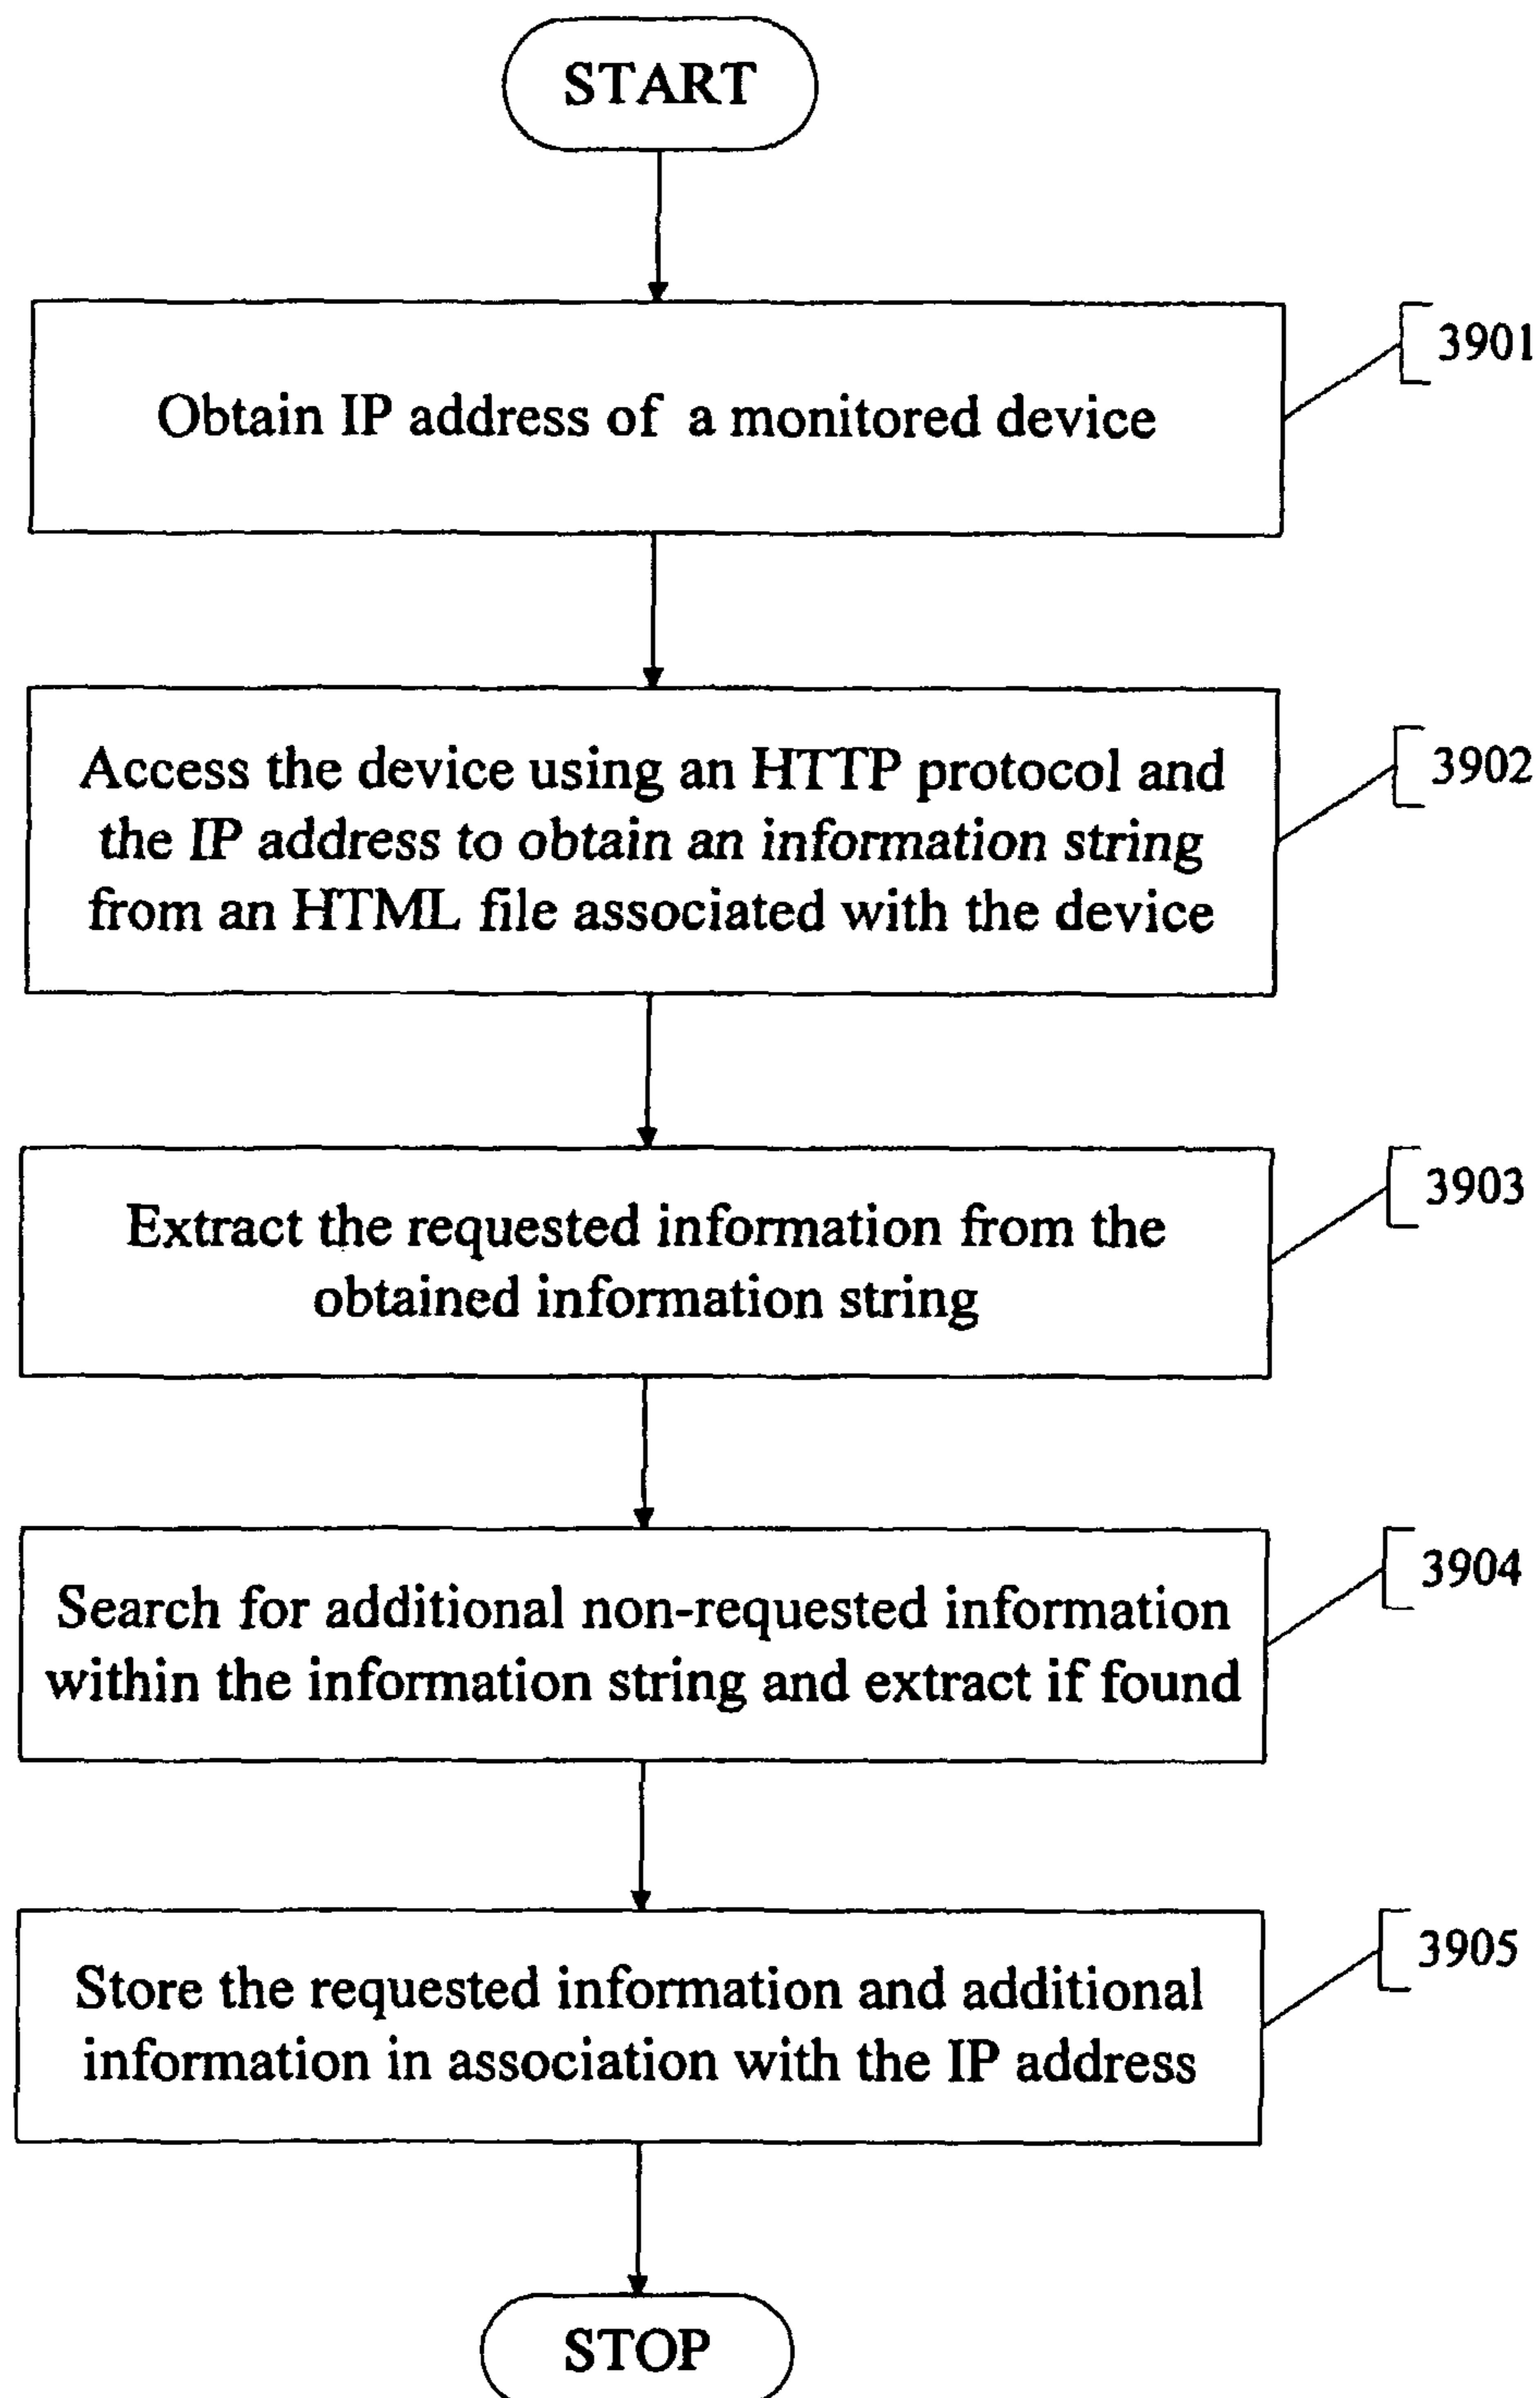 START
Obtain IP address of a monitored device
3901
Access the device using an HTTP protocol and
the IP address to obtain an information string
from an HTML file associated with the device
3902
Extract the requested information from the
obtained information string
3903
Search for additional non-requested information
within the information string and extract if found
3904
Store the requested information and additional
information in association with the IP address
3905
STOP